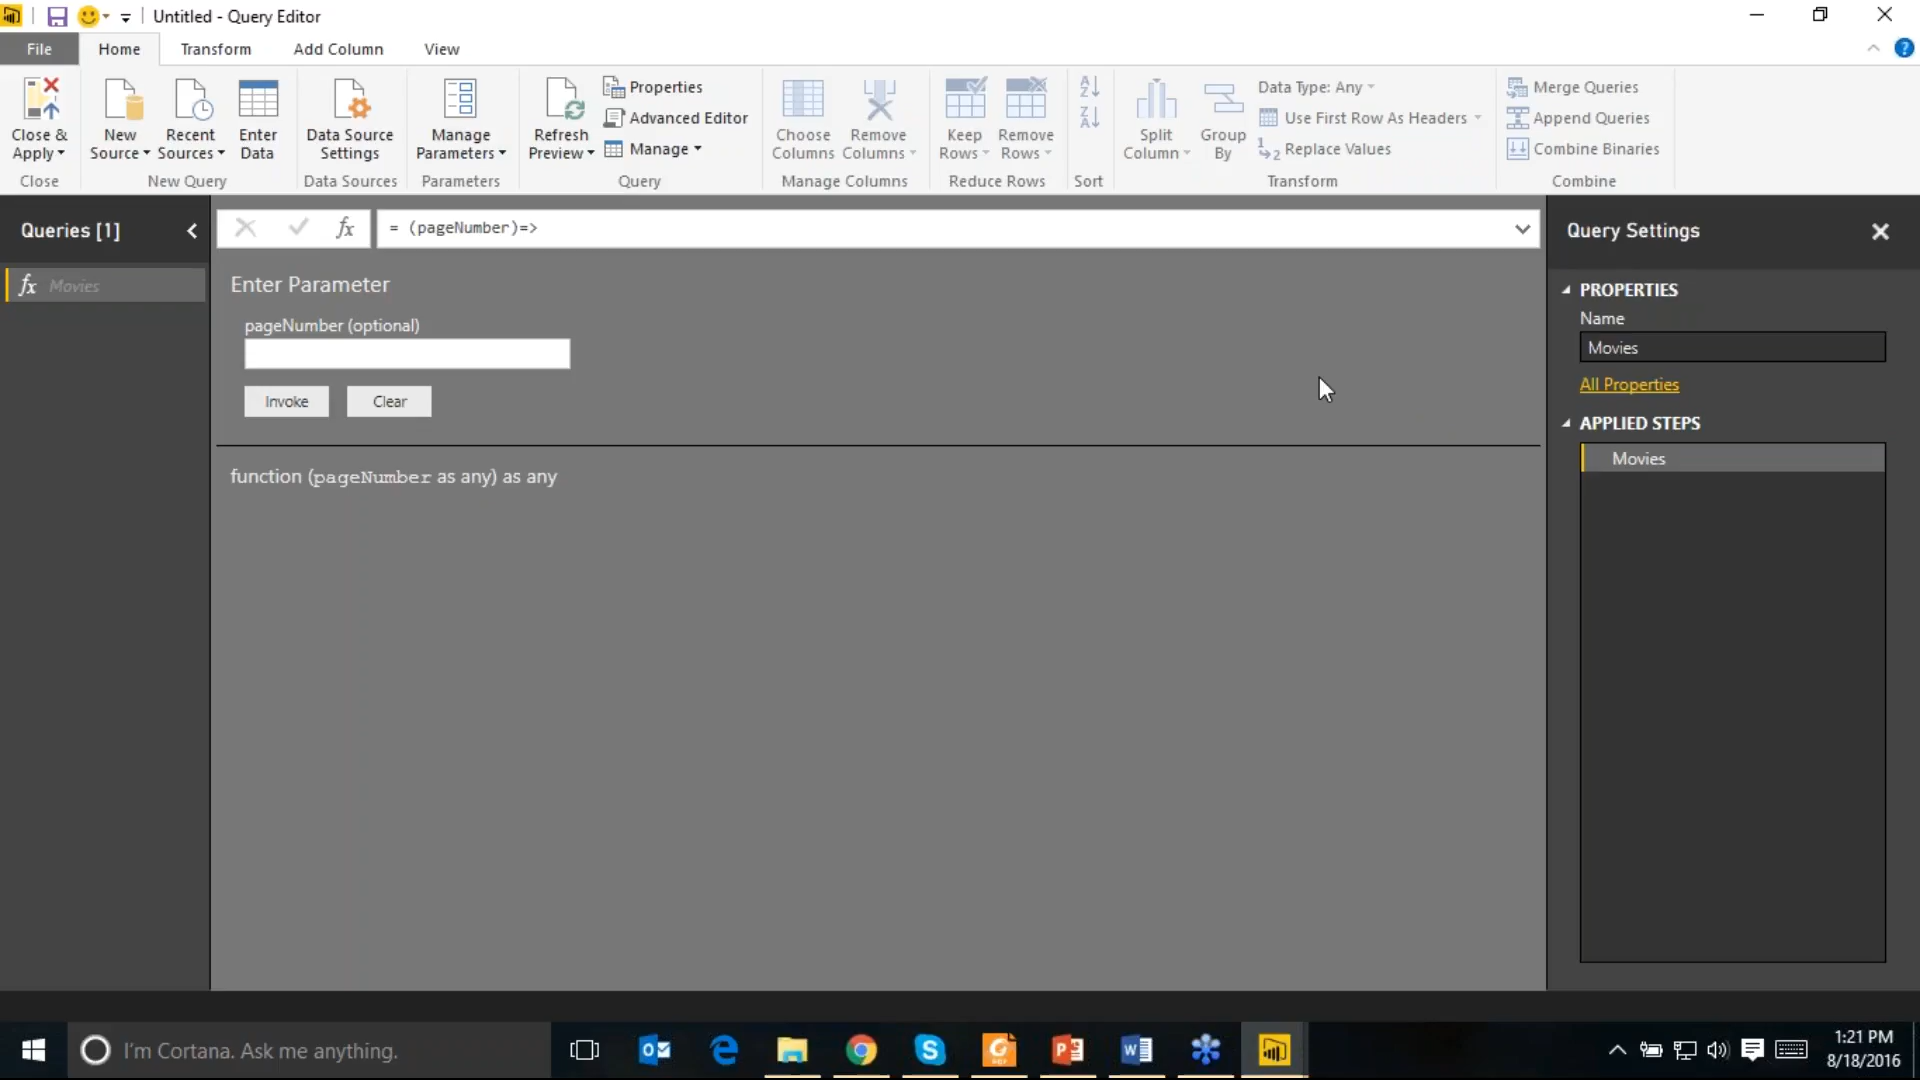 Untitled - Query Editor
File
Home
Transform
Add Column
View
Close & Apply
New Source
Recent Sources
Enter Data
Data Source Settings
Manage Parameters
Refresh Preview
Properties
Advanced Editor
Manage
Choose Columns
Remove Columns
Keep Rows
Remove Rows
Split Column
Group By
Data Type: Any
Use First Row As Headers
Replace Values
Merge Queries
Append Queries
Combine Binaries
Close
New Query
Data Sources
Parameters
Query
Manage Columns
Reduce Rows
Sort
Transform
Combine
Queries [1]
fx
= (pageNumber)=>
Query Settings
fx Movies
Enter Parameter
pageNumber (optional)
Invoke
Clear
function (pageNumber as any) as any
PROPERTIES
Name
Movies
All Properties
APPLIED STEPS
Movies
I'm Cortana. Ask me anything.
1:21 PM
8/18/2016